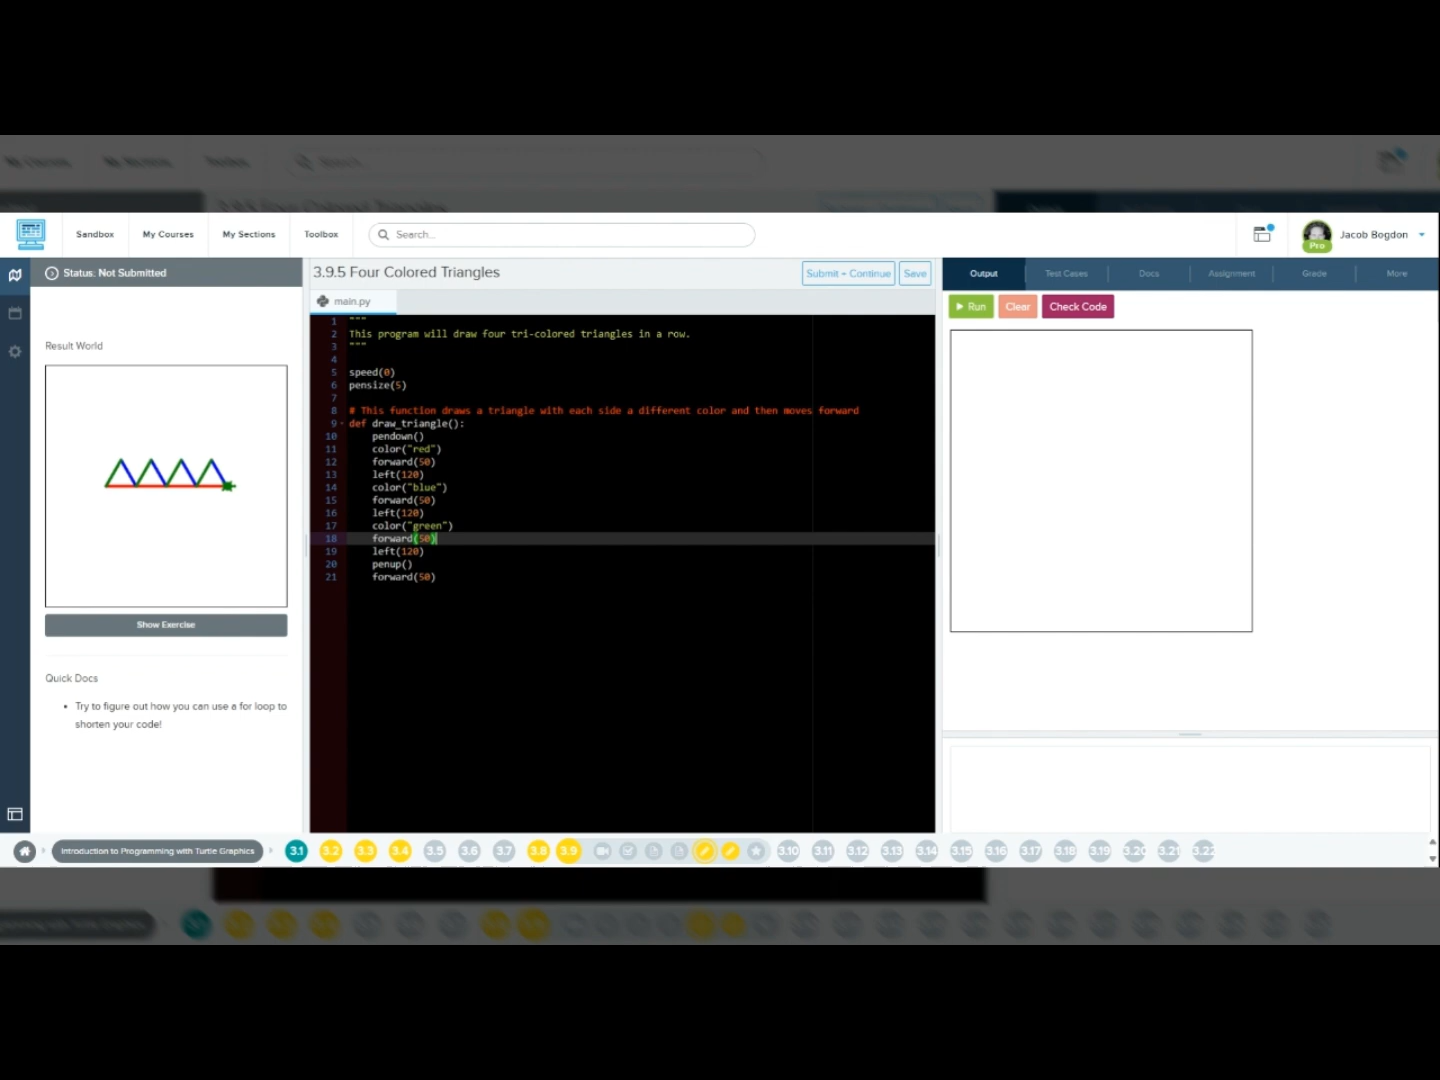 Sandbox
My Courses
My Sections
Toolbox
Search...
Pro
Jacob Bogdon
Status: Not Submitted
3.9.5 Four Colored Triangles
Submit + Continue
Save
Output
Test Cases
Docs
Assignment
Grade
More
main.py
Run
Clear
Check Code
Result World
1 """
2 This program will draw four tri-colored triangles in a row.
3 """
4
5 speed(0)
6 pensize(5)
7
8 # This function draws a triangle with each side a different color and then moves forward
9 def draw_triangle():
10 pendown()
11 color("red")
12 forward(50)
13 left(120)
14 color("blue")
15 forward(50)
16 left(120)
17 color("green")
18 forward(50)
19 left(120)
20 penup()
21 forward(50)
Show Exercise
Quick Docs
• Try to figure out how you can use a for loop to
shorten your code!
Introduction to Programming with Turtle Graphics
3.1 3.2 3.3 3.4 3.5 3.6 3.7 3.8 3.9 3.10 3.11 3.12 3.13 3.14 3.15 3.16 3.17 3.18 3.19 3.20 3.21 3.22